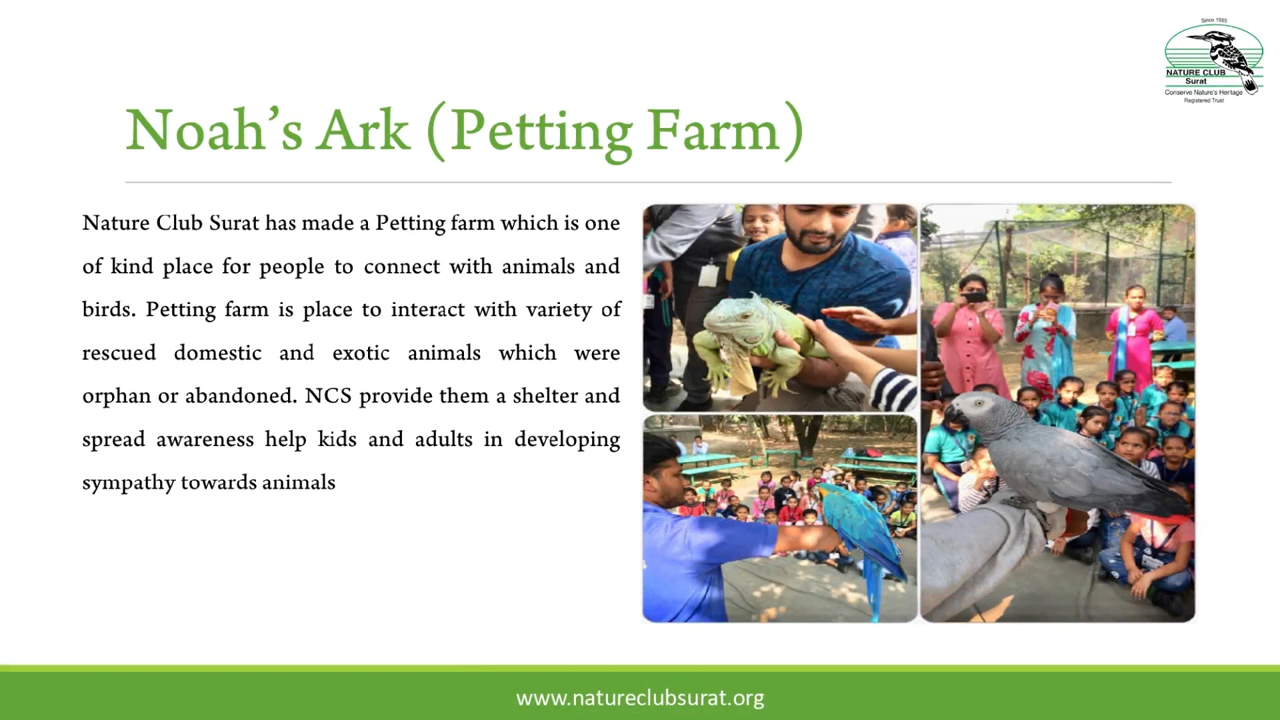 Since 1985
NATURE CLUB
Surat
Conserve Nature's Heritage
Registered Trust
Noah's Ark (Petting Farm)
Nature Club Surat has made a Petting farm which is one
of kind place for people to connect with animals and
birds. Petting farm is place to interact with variety of
rescued domestic and exotic animals which were
orphan or abandoned. NCS provide them a shelter and
spread awareness help kids and adults in developing
sympathy towards animals
www.natureclubsurat.org